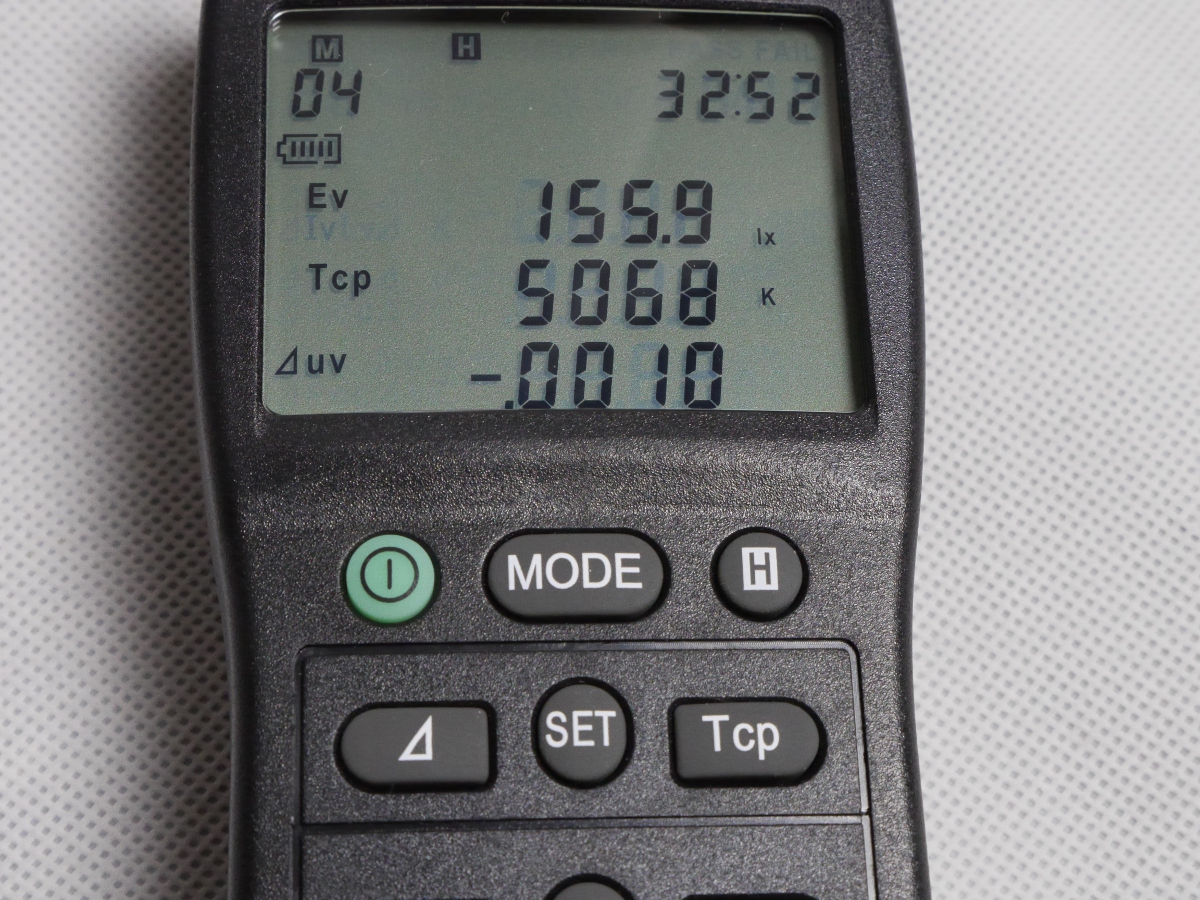 M H
04 32:52
Ev 155.9 lx
Tcp 5068 K
⊿uv -.0010
MODE H
⊿ SET Tcp